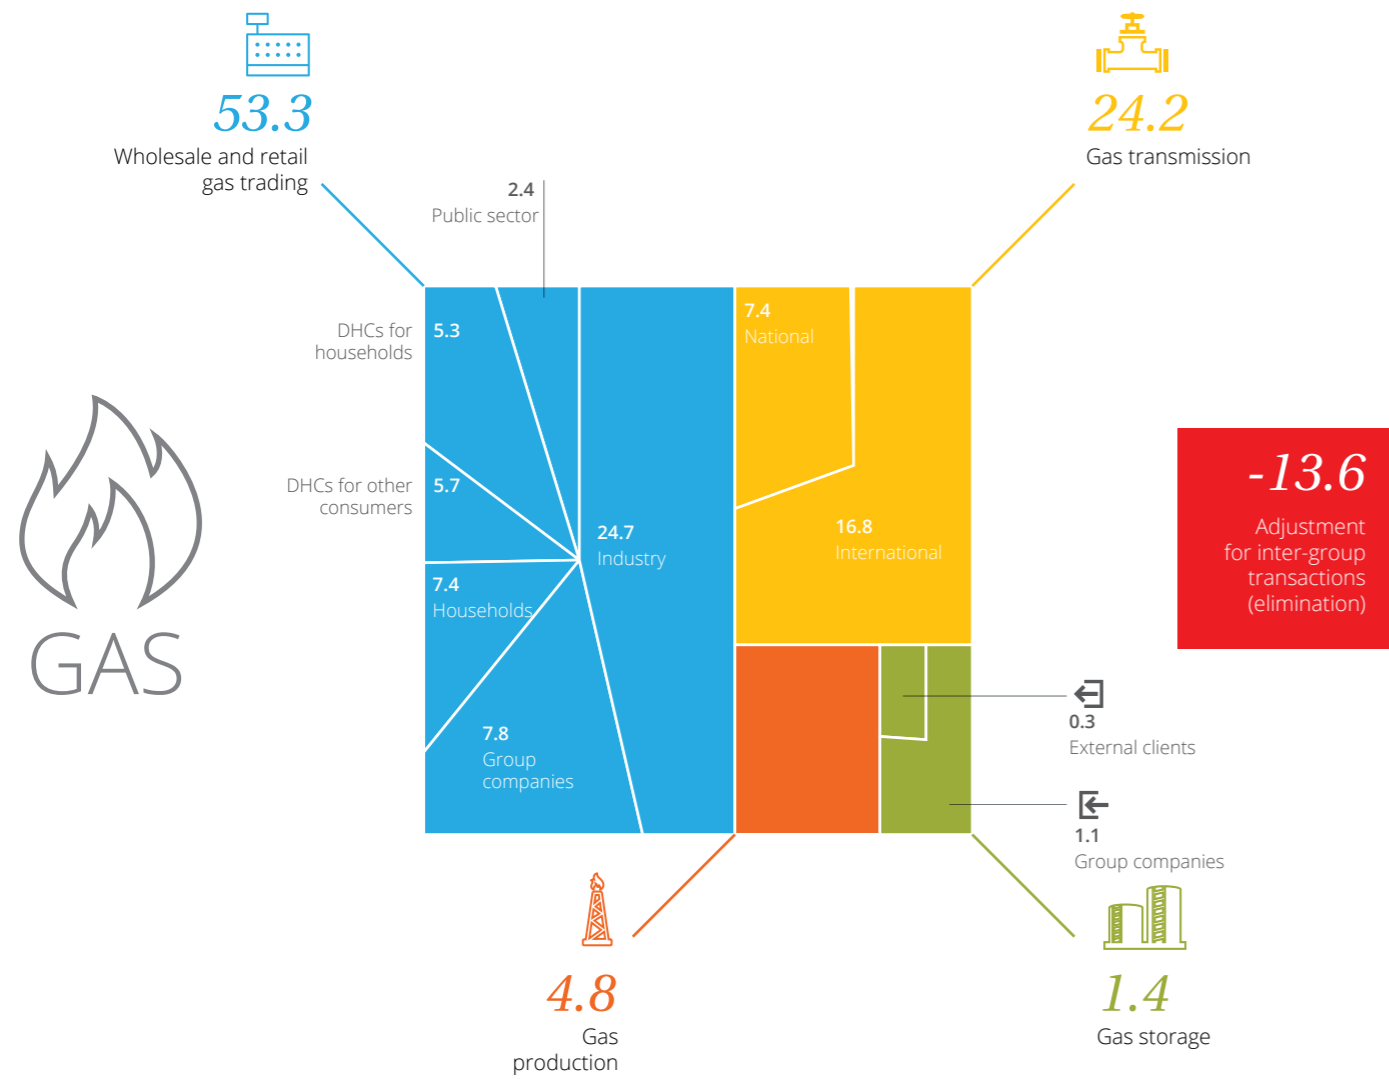 53.3
Wholesale and retail
gas trading
24.2
Gas transmission
2.4
Public sector
DHCs for
households
5.3
7.4
National
DHCs for other
consumers
5.7
24.7
Industry
16.8
International
-13.6
Adjustment
for inter-group
transactions
(elimination)
7.4
Households
GAS
7.8
Group
companies
0.3
External clients
1.1
Group companies
4.8
Gas
production
1.4
Gas storage